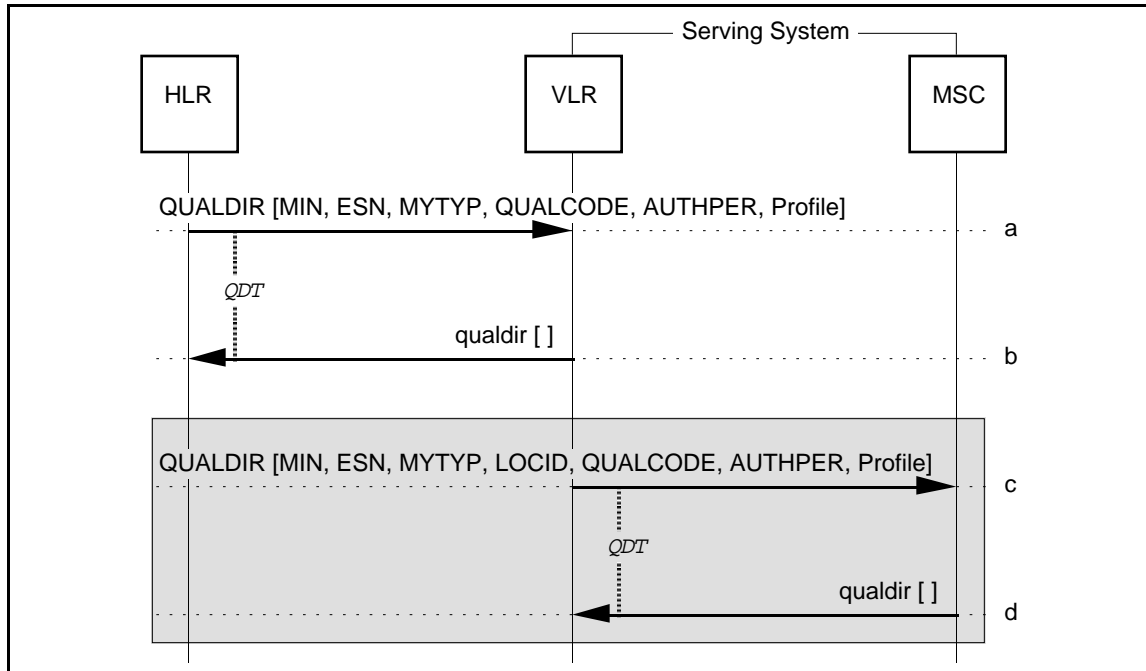 Serving System
HLR VLR MSC
QUALDIR [MIN, ESN, MYTYP, QUALCODE, AUTHPER, Profile]
a
QDT
qualdir [ ]
b
QUALDIR [MIN, ESN, MYTYP, LOCID, QUALCODE, AUTHPER, Profile]
c
QDT
qualdir [ ]
d